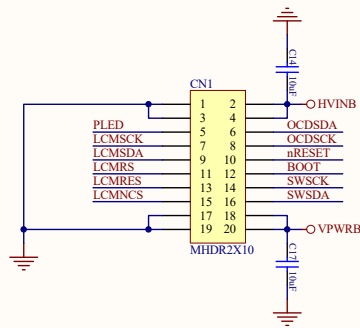 C14
10uF
CN1
HVINB
1 2
3 4
PLED 5 6 OCDSDA
LCMSCK 7 8 OCDSCK
LCMSDA 9 10 nRESET
LCMRS 11 12 BOOT
LCMRES 13 14 SWSCK
LCMNCS 15 16 SWSDA
17 18
19 20 VPWRB
MHDR2X10
C17
10uF